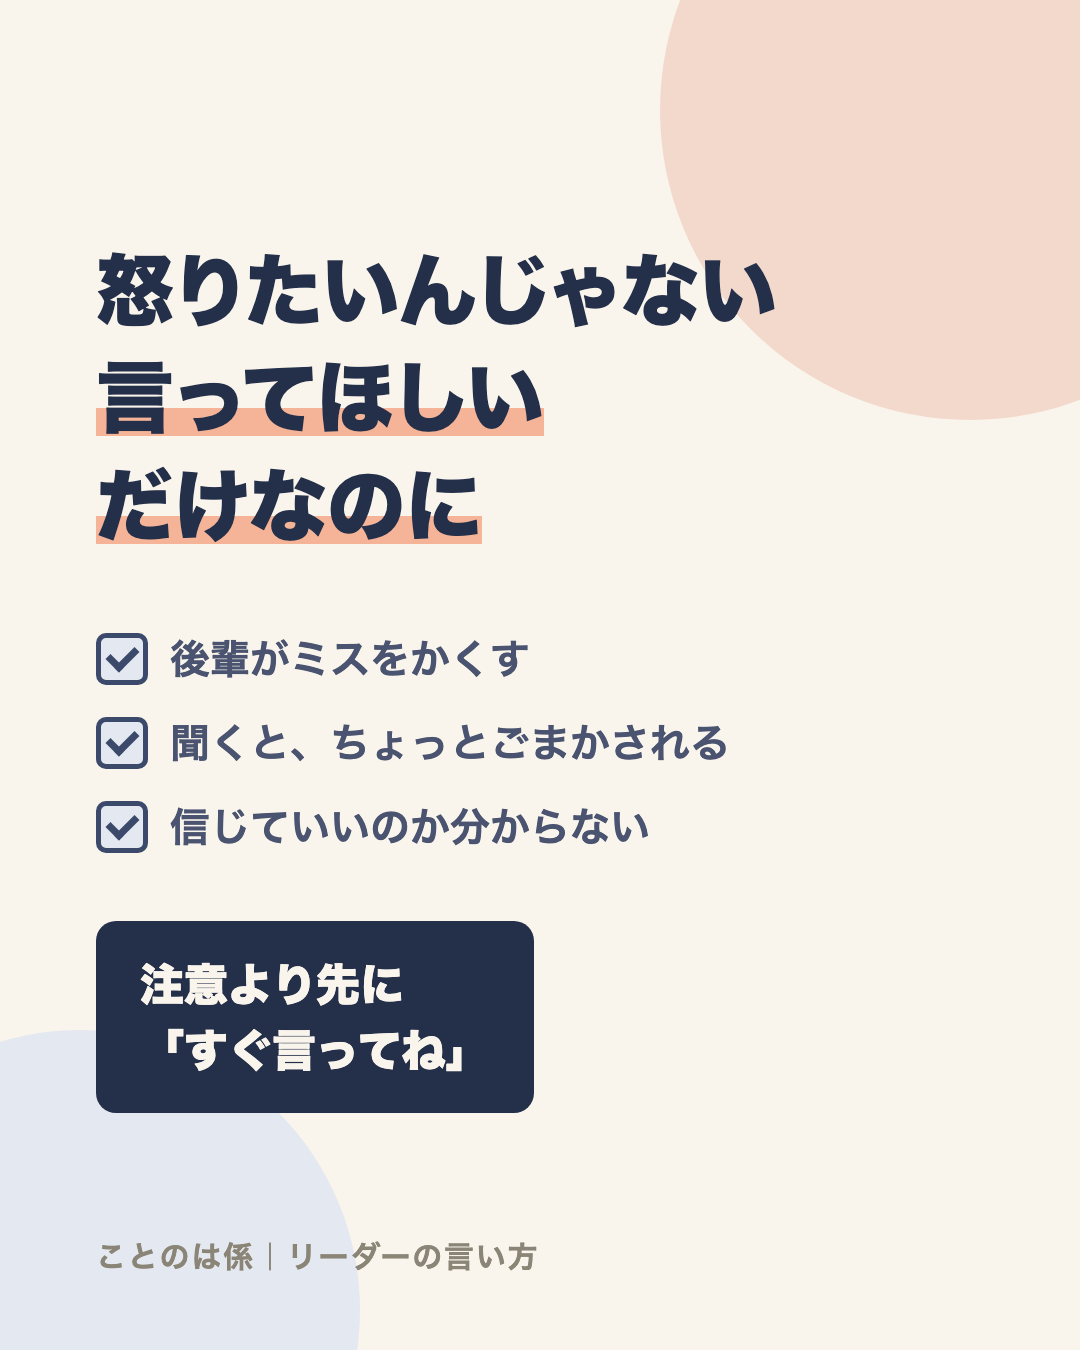 怒りたいんじゃない
言ってほしい
だけなのに
後輩がミスをかくす
聞くと、ちょっとごまかされる
信じていいのか分からない
注意より先に
「すぐ言ってね」
ことのは係｜リーダーの言い方